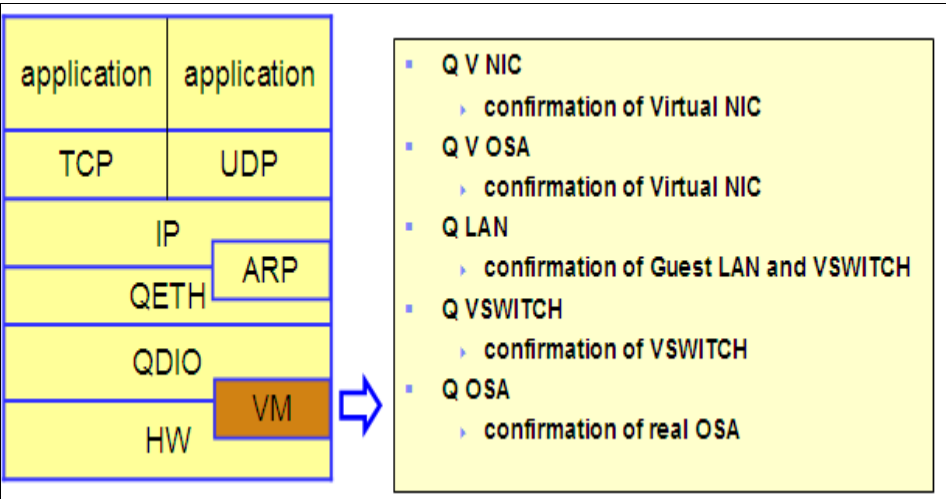 application application
TCP UDP
IP
ARP
QETH
QDIO
VM
HW
▪ Q V NIC
› confirmation of Virtual NIC
▪ Q V OSA
› confirmation of Virtual NIC
▪ Q LAN
› confirmation of Guest LAN and VSWITCH
▪ Q VSWITCH
› confirmation of VSWITCH
▪ Q OSA
› confirmation of real OSA